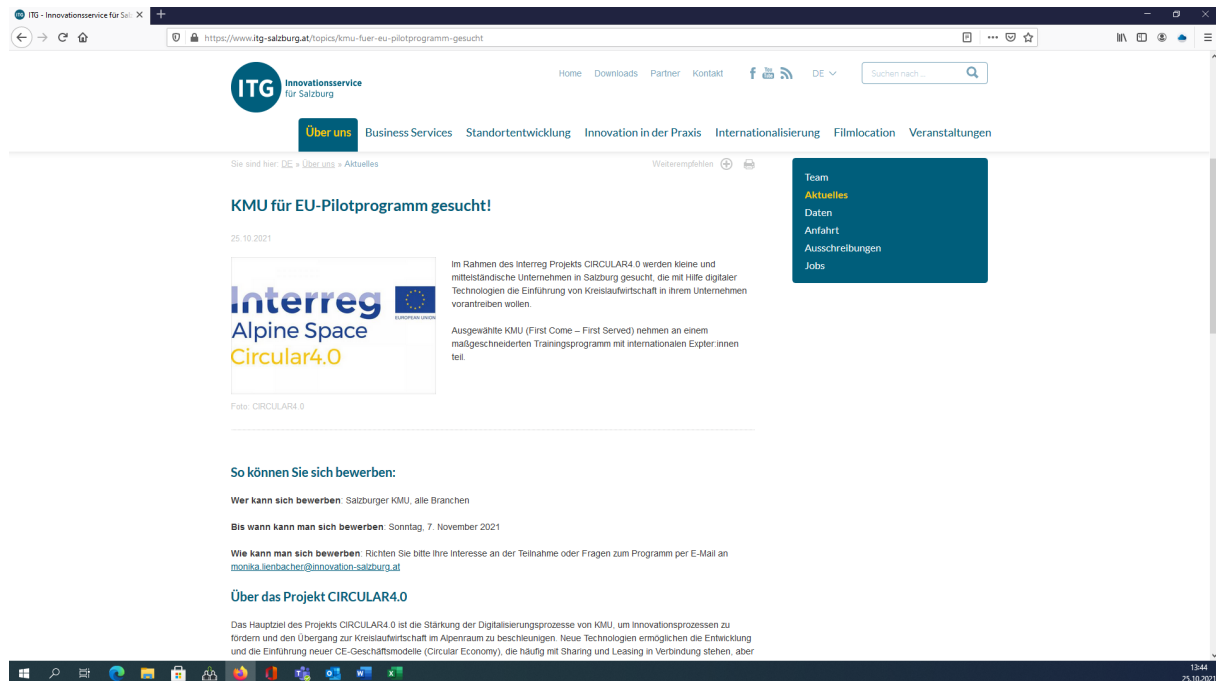 ITG - Innovationsservice für Sal
https://www.itg-salzburg.at/topics/kmu-fuer-eu-pilotprogramm-gesucht
ITG Innovationsservice
für Salzburg
Home Downloads Partner Kontakt DE Suchen nach ...
Über uns Business Services Standortentwicklung Innovation in der Praxis Internationalisierung Filmlocation Veranstaltungen
Sie sind hier: DE » Über uns » Aktuelles
Weiterempfehlen
Team
Aktuelles
Daten
Anfahrt
Ausschreibungen
Jobs
KMU für EU-Pilotprogramm gesucht!
25.10.2021
Interreg
EUROPEAN UNION
Alpine Space
Circular4.0
Im Rahmen des Interreg Projekts CIRCULAR4.0 werden kleine und
mittelständische Unternehmen in Salzburg gesucht, die mit Hilfe digitaler
Technologien die Einführung von Kreislaufwirtschaft in ihrem Unternehmen
vorantreiben wollen.
Ausgewählte KMU (First Come – First Served) nehmen an einem
maßgeschneiderten Trainingsprogramm mit internationalen Expter:innen
teil.
Foto: CIRCULAR4.0
So können Sie sich bewerben:
Wer kann sich bewerben: Salzburger KMU, alle Branchen
Bis wann kann man sich bewerben: Sonntag, 7. November 2021
Wie kann man sich bewerben: Richten Sie bitte Ihre Interesse an der Teilnahme oder Fragen zum Programm per E-Mail an
monika.lienbacher@innovation-salzburg.at
Über das Projekt CIRCULAR4.0
Das Hauptziel des Projekts CIRCULAR4.0 ist die Stärkung der Digitalisierungsprozesse von KMU, um Innovationsprozessen zu
fördern und den Übergang zur Kreislaufwirtschaft im Alpenraum zu beschleunigen. Neue Technologien ermöglichen die Entwicklung
und die Einführung neuer CE-Geschäftsmodelle (Circular Economy), die häufig mit Sharing und Leasing in Verbindung stehen, aber
13:44
25.10.2021